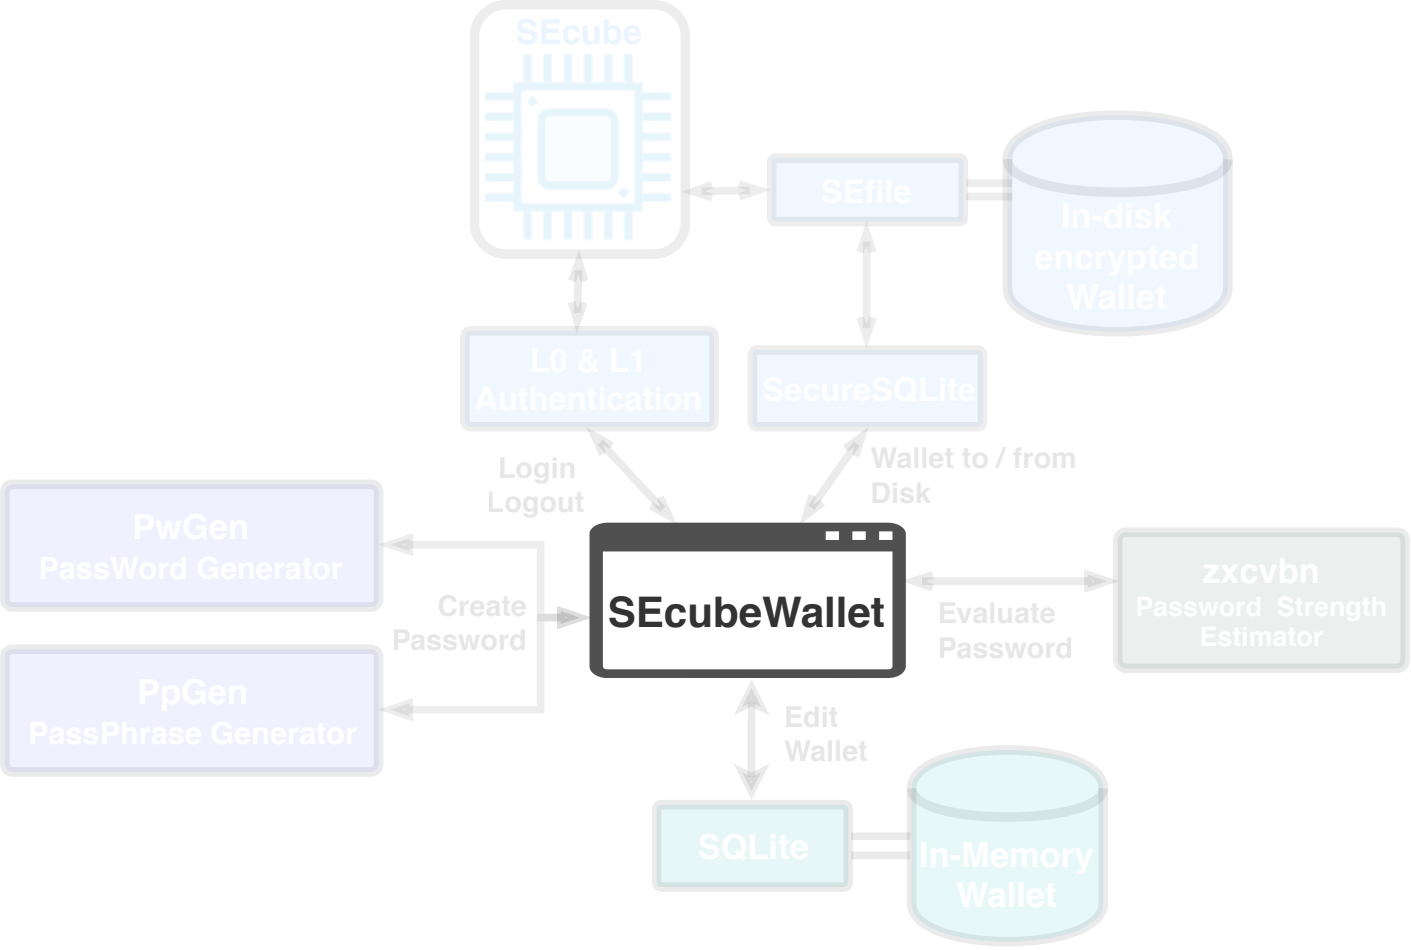 SEcube
SEfile
In-disk
encrypted
Wallet
L0 & L1
Authentication
SecureSQLite
Login
Logout
Wallet to / from
Disk
PwGen
PassWord Generator
Create
Password
SEcubeWallet
Evaluate
Password
zxcvbn
Password  Strength
Estimator
PpGen
PassPhrase Generator
Edit
Wallet
SQLite
In-Memory
Wallet